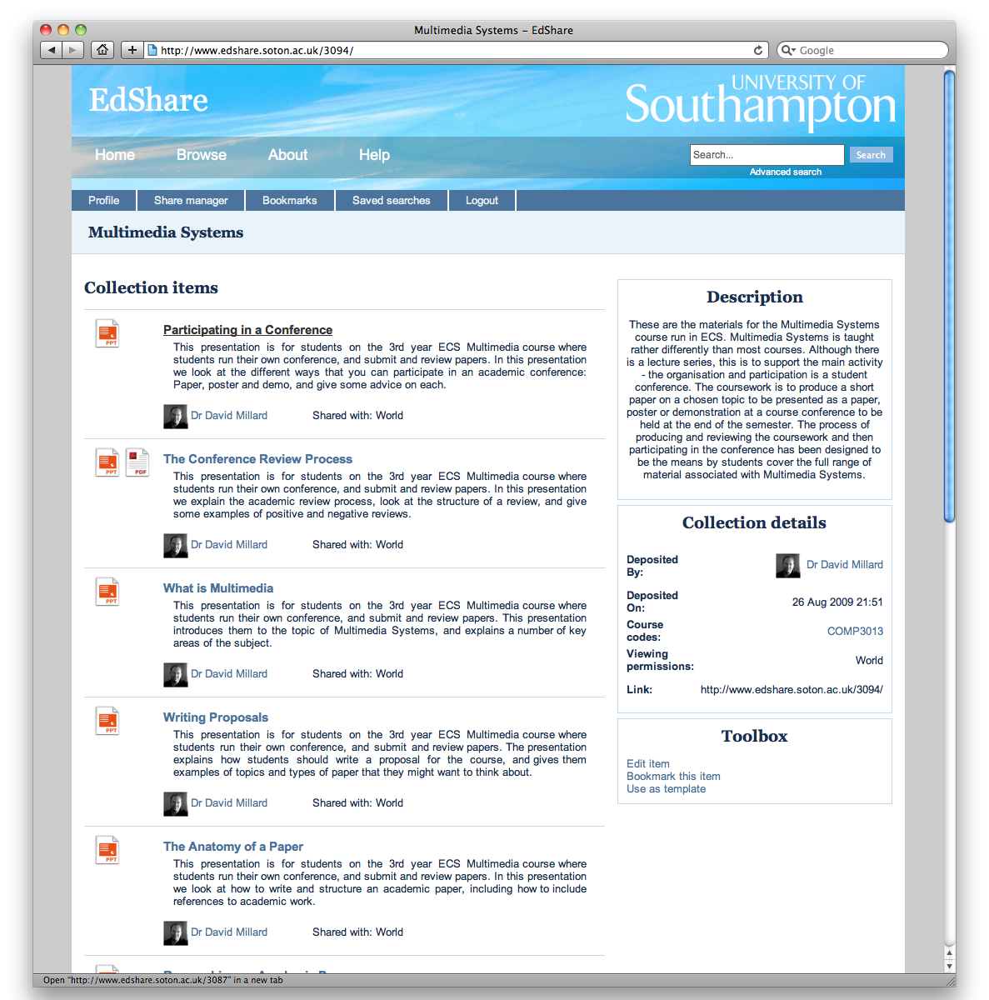 Multimedia Systems – EdShare
http://www.edshare.soton.ac.uk/3094/
Google
EdShare
UNIVERSITY OF
Southampton
Home Browse About Help
Search...
Search
Advanced search
Profile Share manager Bookmarks Saved searches Logout
Multimedia Systems
Collection items
PPT
Participating in a Conference
This presentation is for students on the 3rd year ECS Multimedia course where
students run their own conference, and submit and review papers. In this presentation
we look at the different ways that you can participate in an academic conference:
Paper, poster and demo, and give some advice on each.
Dr David Millard Shared with: World
PPT PDF
The Conference Review Process
This presentation is for students on the 3rd year ECS Multimedia course where
students run their own conference, and submit and review papers. In this presentation
we explain the academic review process, look at the structure of a review, and give
some examples of positive and negative reviews.
Dr David Millard Shared with: World
PPT
What is Multimedia
This presentation is for students on the 3rd year ECS Multimedia course where
students run their own conference, and submit and review papers. This presentation
introduces them to the topic of Multimedia Systems, and explains a number of key
areas of the subject.
Dr David Millard Shared with: World
PPT
Writing Proposals
This presentation is for students on the 3rd year ECS Multimedia course where
students run their own conference, and submit and review papers. The presentation
explains how students should write a proposal for the course, and gives them
examples of topics and types of paper that they might want to think about.
Dr David Millard Shared with: World
PPT
The Anatomy of a Paper
This presentation is for students on the 3rd year ECS Multimedia course where
students run their own conference, and submit and review papers. In this presentation
we look at how to write and structure an academic paper, including how to include
references to academic work.
Dr David Millard Shared with: World
Description
These are the materials for the Multimedia Systems
course run in ECS. Multimedia Systems is taught
rather differently than most courses. Although there
is a lecture series, this is to support the main activity
- the organisation and participation is a student
conference. The coursework is to produce a short
paper on a chosen topic to be presented as a paper,
poster or demonstration at a course conference to be
held at the end of the semester. The process of
producing and reviewing the coursework and then
participating in the conference has been designed to
be the means by students cover the full range of
material associated with Multimedia Systems.
Collection details
Deposited
By:
Dr David Millard
Deposited
On:
26 Aug 2009 21:51
Course
codes:
COMP3013
Viewing
permissions:
World
Link: http://www.edshare.soton.ac.uk/3094/
Toolbox
Edit item
Bookmark this item
Use as template
Open "http://www.edshare.soton.ac.uk/3087" in a new tab